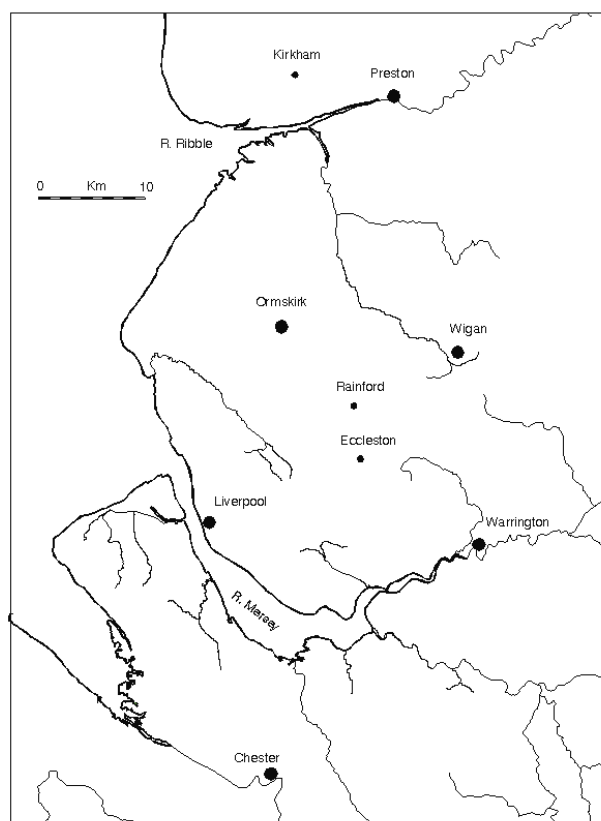 Kirkham
Preston
R. Ribble
0 Km 10
Ormskirk
Wigan
Rainford
Eccleston
Liverpool
Warrington
R. Mersey
Chester